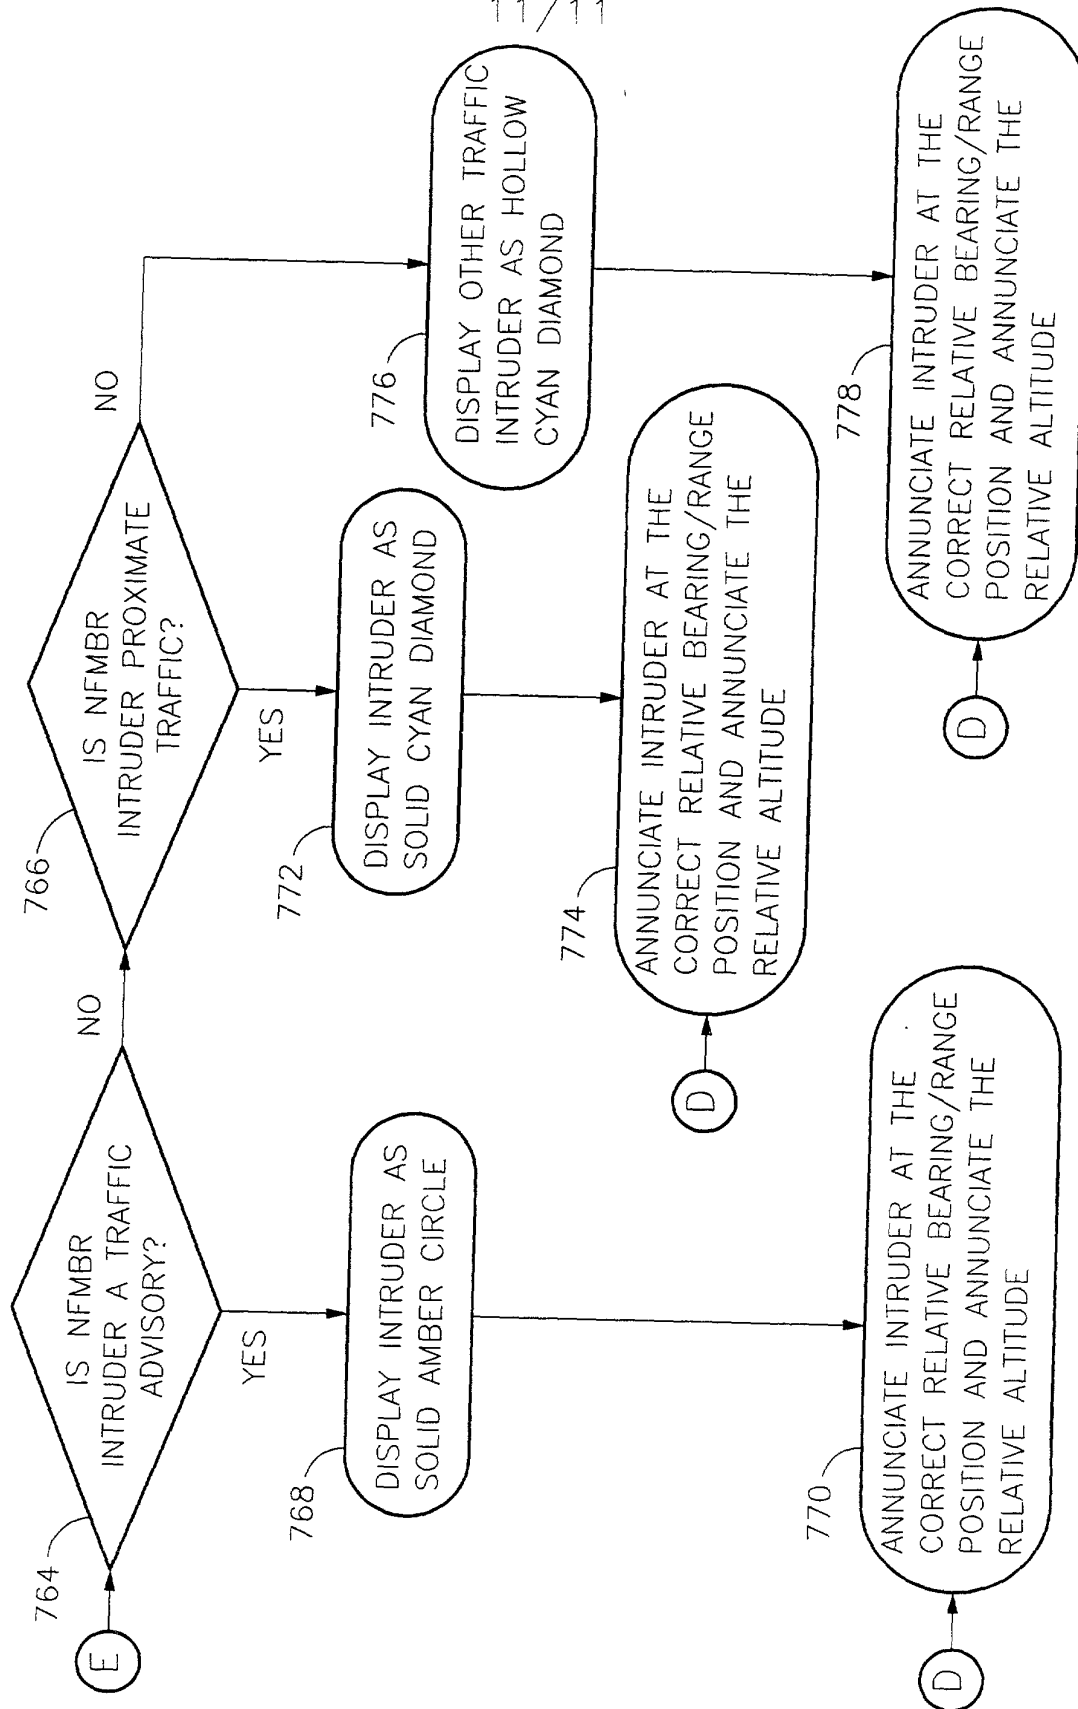 11/11
E
764
IS NFMBR
INTRUDER A TRAFFIC
ADVISORY?
NO
YES
766
IS NFMBR
INTRUDER PROXIMATE
TRAFFIC?
NO
YES
768
DISPLAY INTRUDER AS
SOLID AMBER CIRCLE
772
DISPLAY INTRUDER AS
SOLID CYAN DIAMOND
776
DISPLAY OTHER TRAFFIC
INTRUDER AS HOLLOW
CYAN DIAMOND
D
770
ANNUNCIATE INTRUDER AT THE
CORRECT RELATIVE BEARING/RANGE
POSITION AND ANNUNCIATE THE
RELATIVE ALTITUDE
D
774
ANNUNCIATE INTRUDER AT THE
CORRECT RELATIVE BEARING/RANGE
POSITION AND ANNUNCIATE THE
RELATIVE ALTITUDE
D
778
ANNUNCIATE INTRUDER AT THE
CORRECT RELATIVE BEARING/RANGE
POSITION AND ANNUNCIATE THE
RELATIVE ALTITUDE